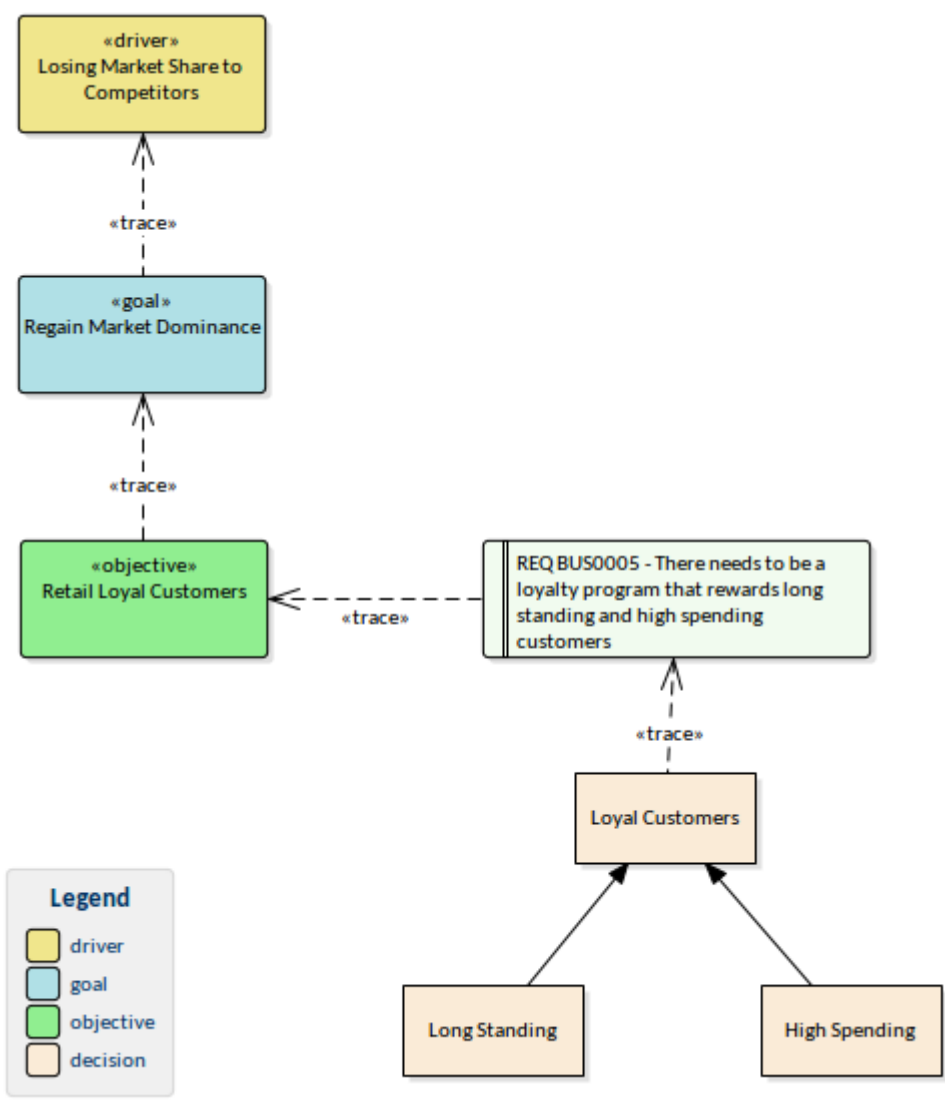 «driver»
Losing Market Share to
Competitors
«trace»
«goal»
Regain Market Dominance
«trace»
«objective»
Retail Loyal Customers
«trace»
REQ BUS0005 - There needs to be a
loyalty program that rewards long
standing and high spending
customers
«trace»
Loyal Customers
Long Standing
High Spending
Legend
driver
goal
objective
decision